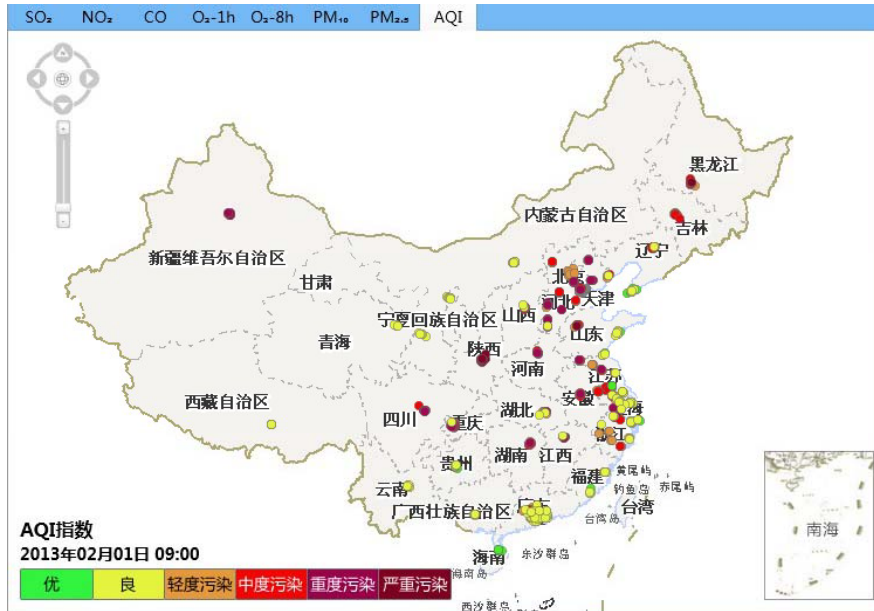 SO₂ NO₂ CO O₃-1h O₃-8h PM₁₀ PM₂.₅ AQI
黑龙江
内蒙古自治区
吉林
新疆维吾尔自治区
辽宁
甘肃
北京
河北
天津
宁夏回族自治区
山西
青海
山东
陕西
河南
江苏
西藏自治区
安徽
上海
四川
重庆
湖北
浙江
贵州
湖南
江西
福建
黄尾屿
云南
钓鱼岛
赤尾屿
广西壮族自治区
广东
台湾
台湾岛
AQI指数
南海
2013年02月01日 09:00
海南
东沙群岛
海南岛
优 良 轻度污染 中度污染 重度污染 严重污染
西沙群岛